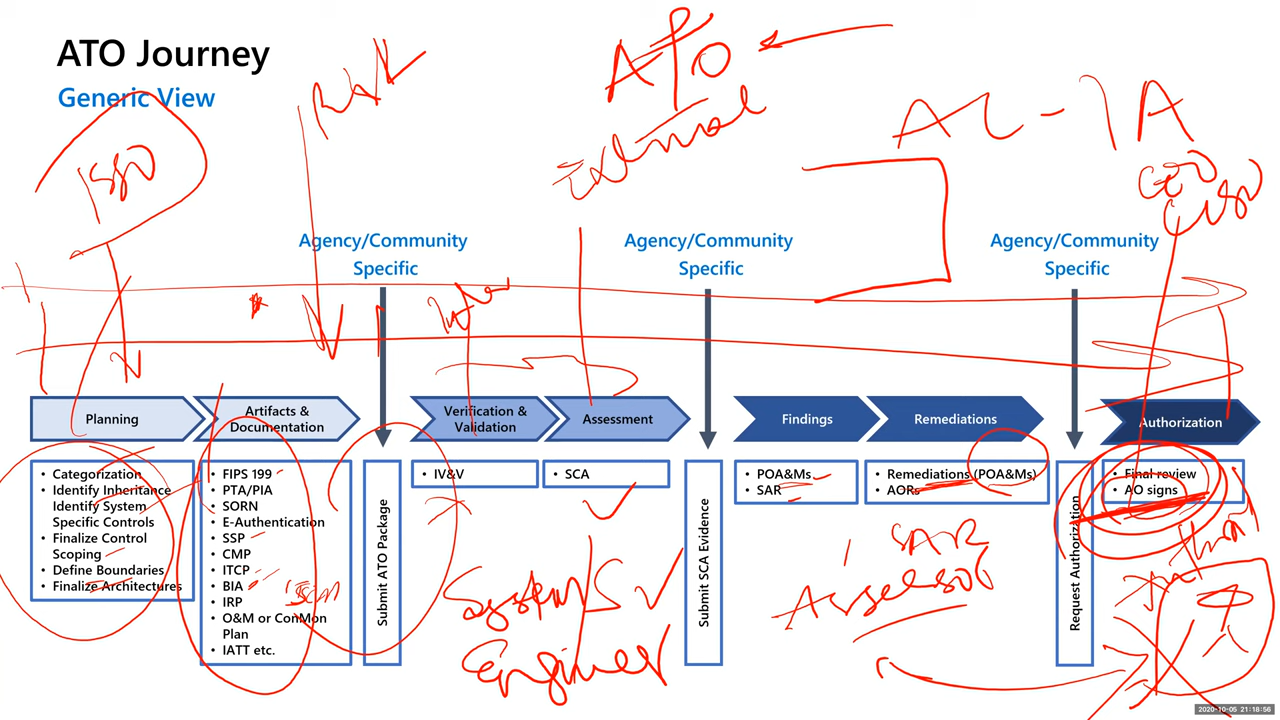 ATO Journey
Generic View
ATO
External
RISK
ISSO
Agency/Community
Specific
Agency/Community
Specific
Agency/Community
Specific
Planning
Artifacts &
Documentation
Verification &
Validation
Assessment
Findings
Remediations
Authorization
• Categorization
• Identify Inheritance
Identify System
Specific Controls
• Finalize Control
Scoping
• Define Boundaries
• Finalize Architectures
• FIPS 199
• PTA/PIA
• SORN
• E-Authentication
• SSP
• CMP
• ITCP
• BIA
• IRP
• O&M or ConMon
Plan
• IATT etc.
Submit ATO Package
• IV&V
• SCA
Submit SCA Evidence
• POA&Ms
• SAR
• Remediations (POA&Ms)
• AORs
Request Authorization
• Final review
• AO signs
System/S
Engineer
SAR
Assessor
2020-10-05 21:18:56